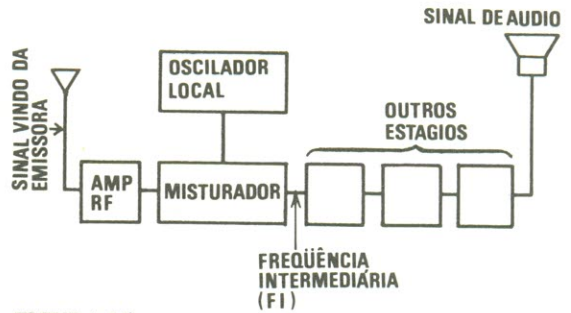 SINAL DE AUDIO
SINAL VINDO DA
EMISSORA
OSCILADOR
LOCAL
OUTROS
ESTAGIOS
AMP
RF
MISTURADOR
FREQÜÊNCIA
INTERMEDIÁRIA
(FI)